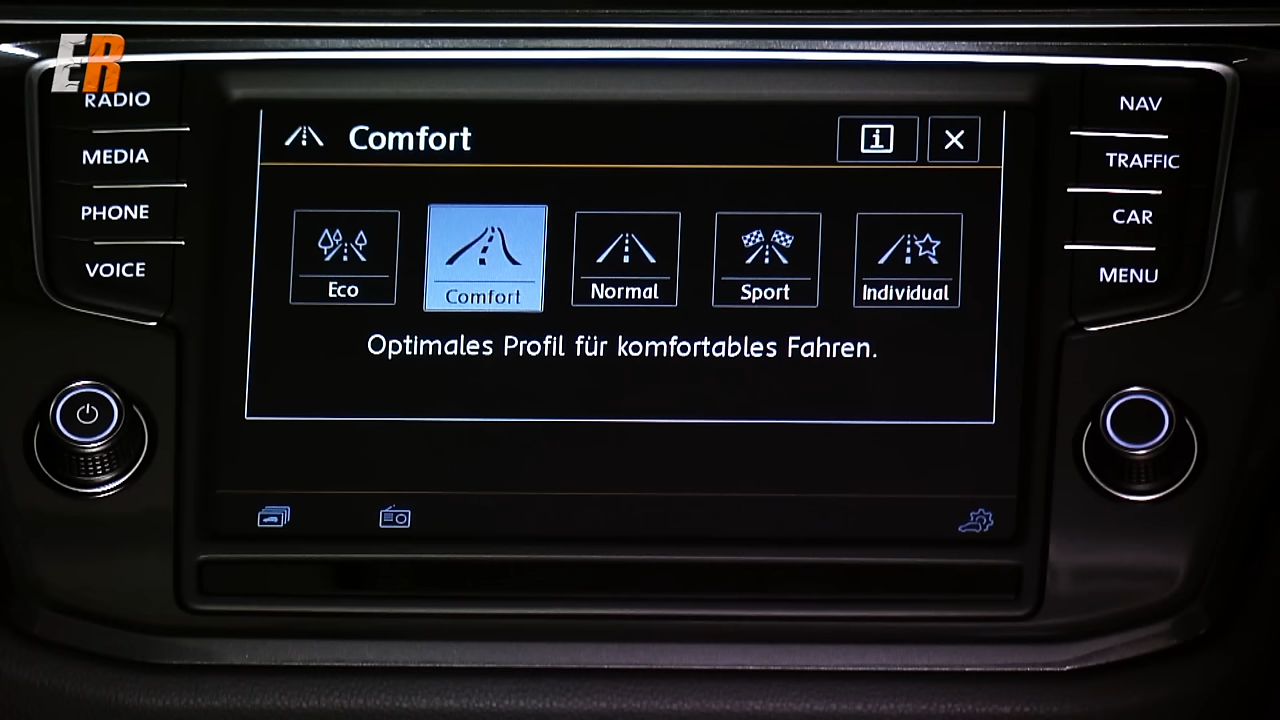 ER
RADIO
MEDIA
PHONE
VOICE
Comfort
i
Eco
Comfort
Normal
Sport
Individual
Optimales Profil für komfortables Fahren.
NAV
TRAFFIC
CAR
MENU